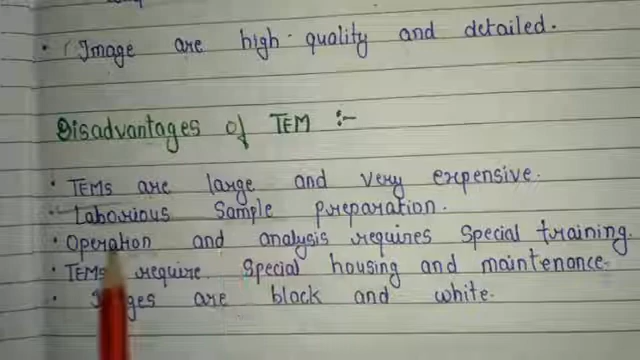 • Image are high quality and detailed.
Disadvantages of TEM :-
• TEMs are large and very expensive.
• Laborious Sample preparation.
• Operation and analysis requires special training.
• TEMs require special housing and maintenance.
• Images are black and white.